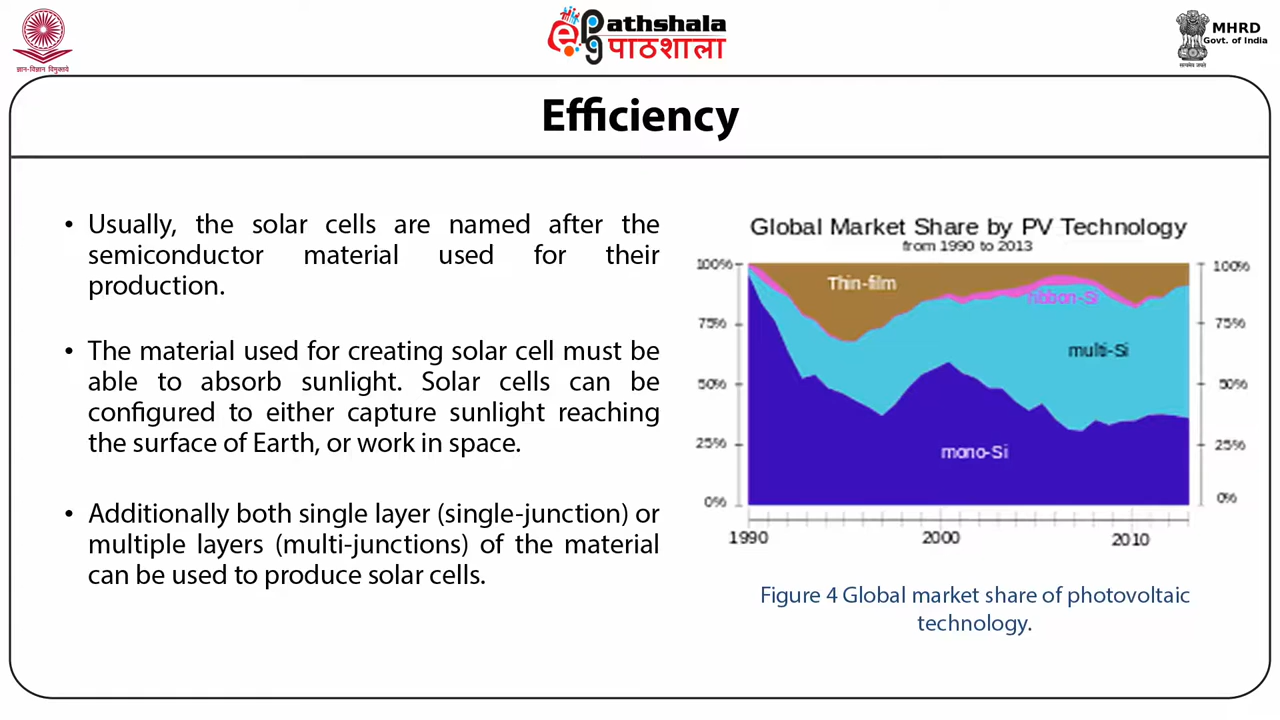 ज्ञान-विज्ञान विमुक्तये
ePathshala
पाठशाला
सत्यमेव जयते
MHRD
Govt. of India
Efficiency
• Usually, the solar cells are named after the
semiconductor material used for their
production.
• The material used for creating solar cell must be
able to absorb sunlight. Solar cells can be
configured to either capture sunlight reaching
the surface of Earth, or work in space.
• Additionally both single layer (single-junction) or
multiple layers (multi-junctions) of the material
can be used to produce solar cells.
Global Market Share by PV Technology
from 1990 to 2013
100% 100%
Thin-film
ribbon-Si
75% 75%
multi-Si
50% 50%
25% 25%
mono-Si
0% 0%
1990 2000 2010
Figure 4 Global market share of photovoltaic
technology.